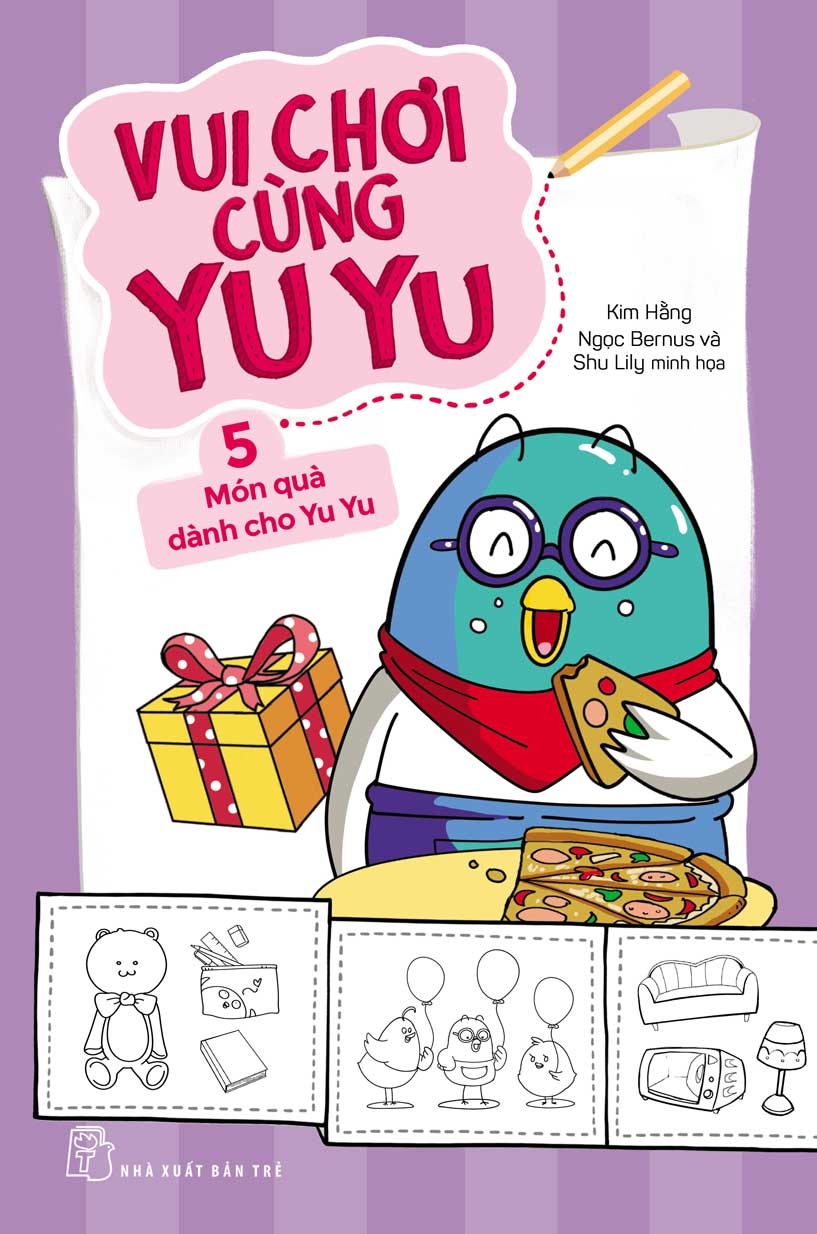 VUI CHƠI
CÙNG
YU YU
Kim Hằng
Ngọc Bernus và
Shu Lily minh họa
5
Món quà
dành cho Yu Yu
T
NHÀ XUẤT BẢN TRẺ